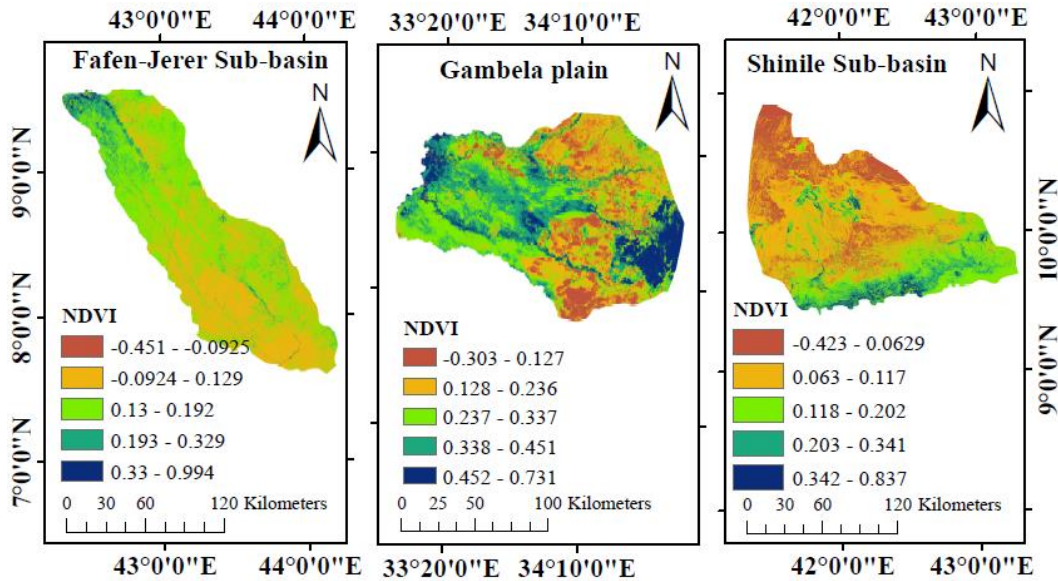 43°0'0"E 44°0'0"E
33°20'0"E 34°10'0"E
42°0'0"E 43°0'0"E
Fafen-Jerer Sub-basin
N
9°0'0"N
8°0'0"N
7°0'0"N
NDVI
-0.451 - -0.0925
-0.0924 - 0.129
0.13 - 0.192
0.193 - 0.329
0.33 - 0.994
0 30 60 120 Kilometers
43°0'0"E 44°0'0"E
Gambela plain
N
NDVI
-0.303 - 0.127
0.128 - 0.236
0.237 - 0.337
0.338 - 0.451
0.452 - 0.731
0 25 50 100 Kilometers
33°20'0"E 34°10'0"E
Shinile Sub-basin
N
10°0'0"N
9°0'0"N
NDVI
-0.423 - 0.0629
0.063 - 0.117
0.118 - 0.202
0.203 - 0.341
0.342 - 0.837
0 30 60 120 Kilometers
42°0'0"E 43°0'0"E